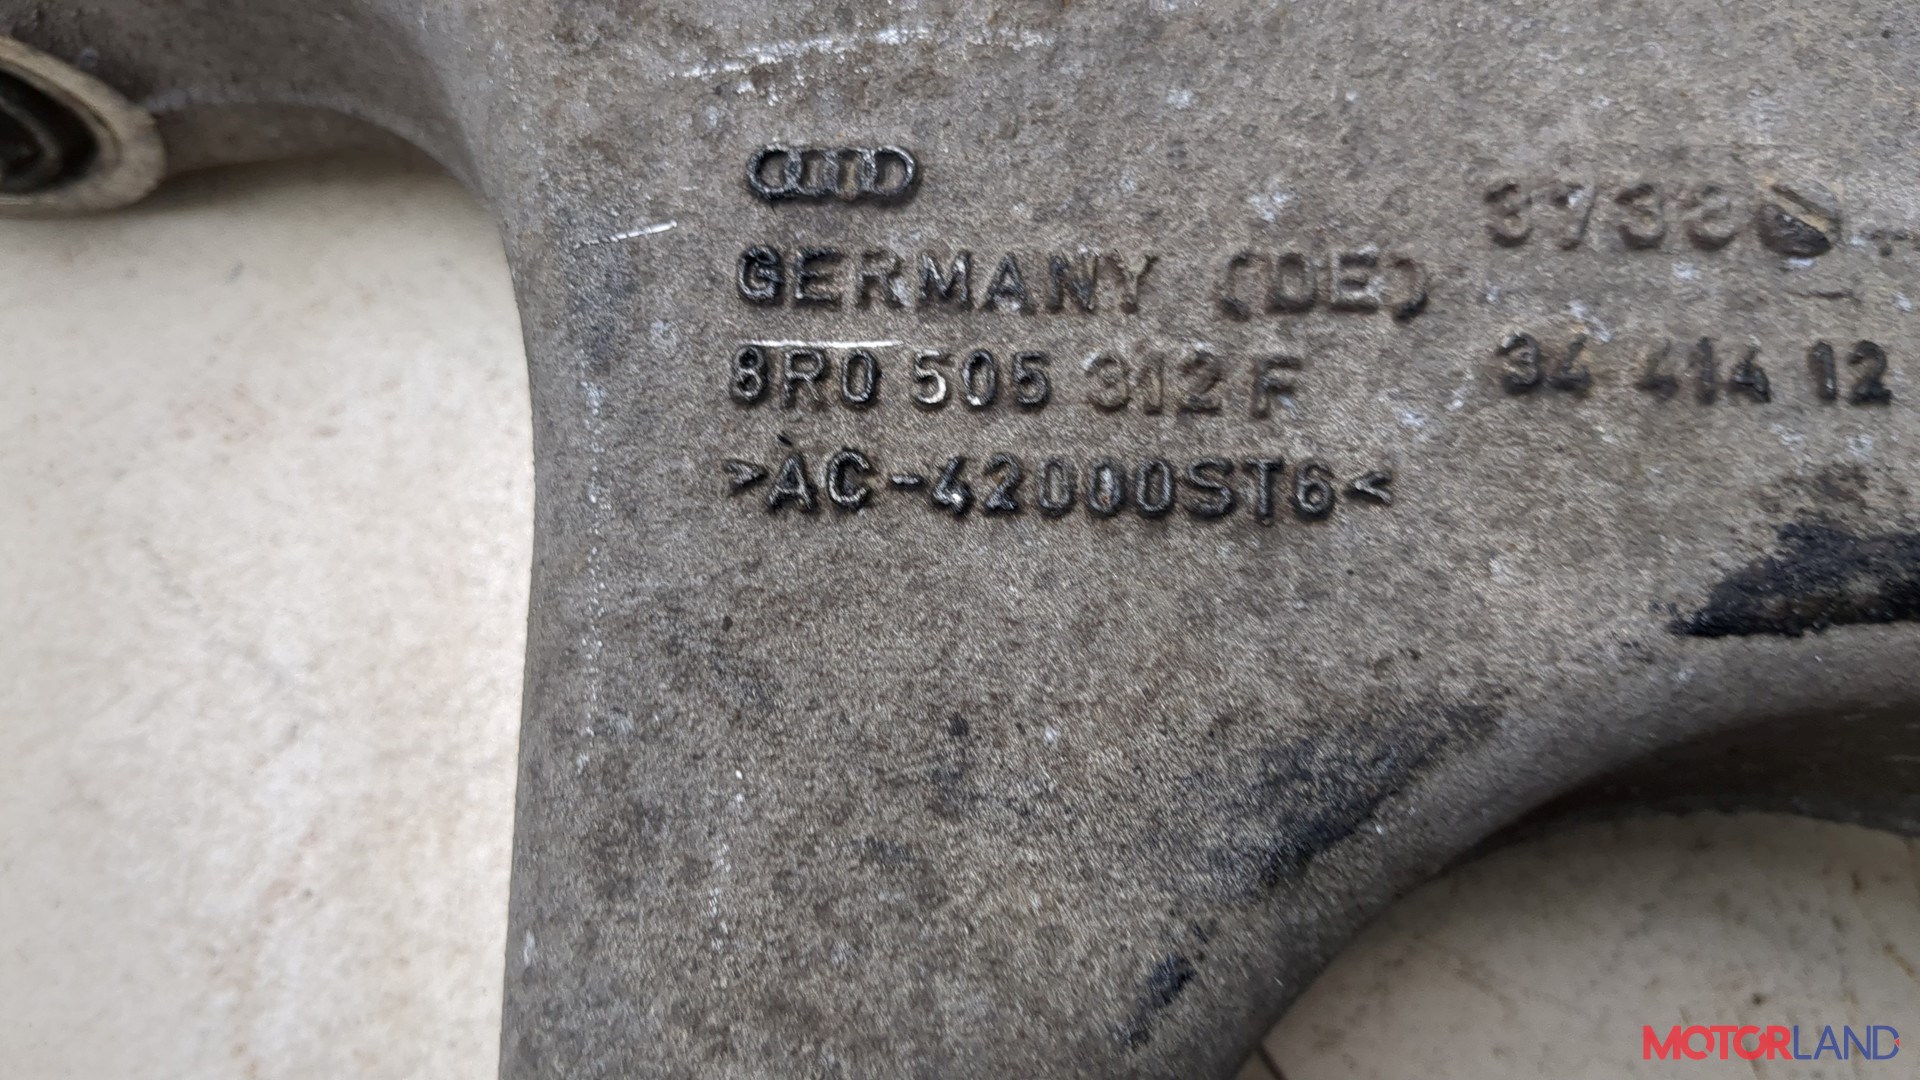 GERMANY (DE)
8R0 505 312 F
34 414 12
>AC-42000ST6<
MOTORLAND